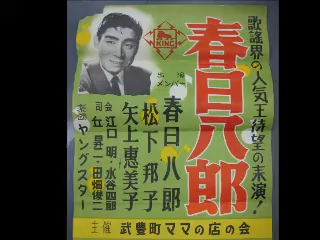 歌謡界の人気王待望の来演!
春日八郎
KING
出演
メンバー
春日八郎
松下邦子
矢上恵美子
江口明・水谷四郎
司会
丘昇二・田畑俊二
ヤングスター
主催 武豊町ママの店の会